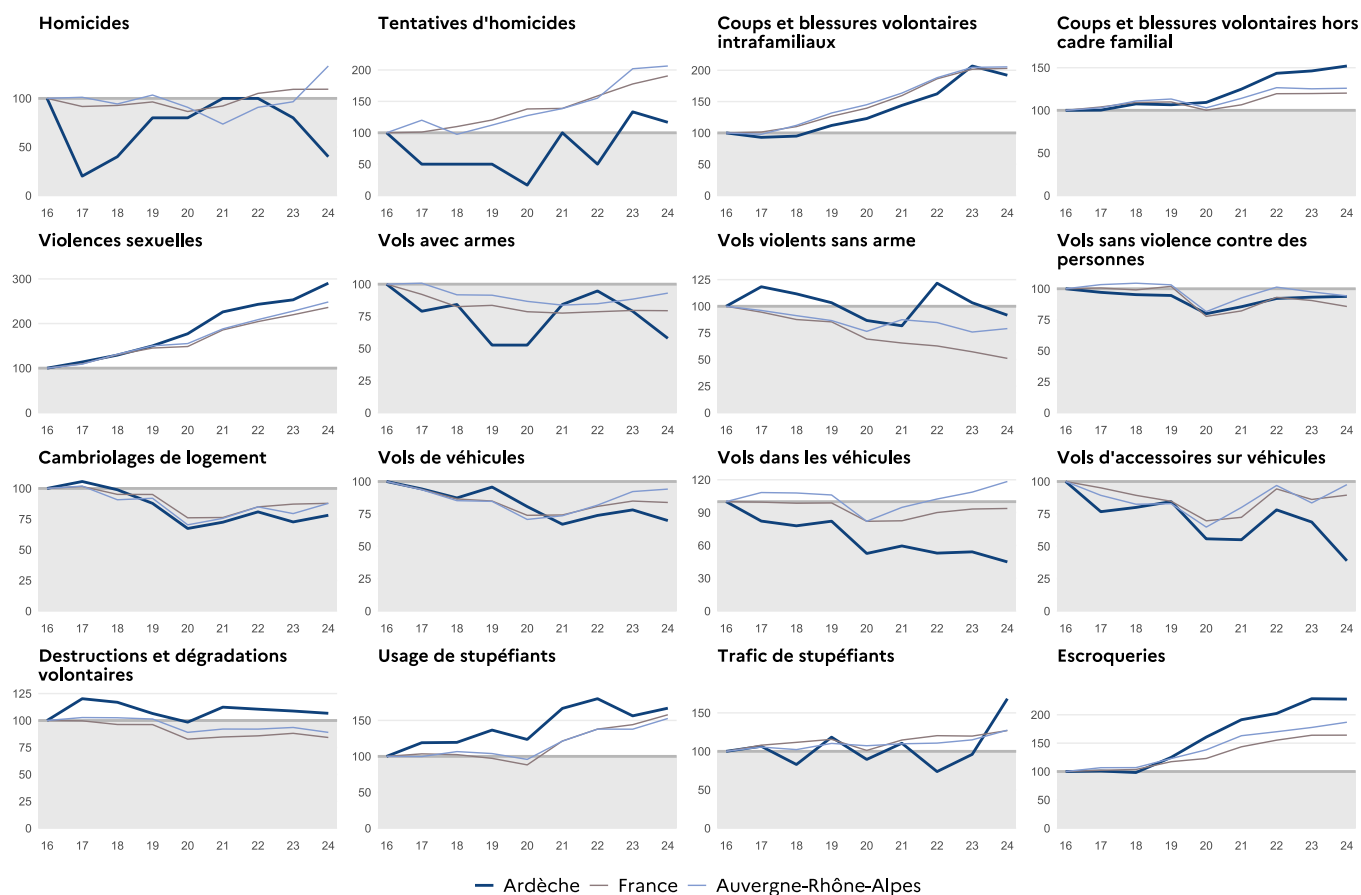 Homicides
100
50
0
16 17 18 19 20 21 22 23 24
Tentatives d'homicides
200
150
100
50
0
16 17 18 19 20 21 22 23 24
Coups et blessures volontaires
intrafamiliaux
200
150
100
50
0
16 17 18 19 20 21 22 23 24
Coups et blessures volontaires hors
cadre familial
150
100
50
0
16 17 18 19 20 21 22 23 24
Violences sexuelles
300
200
100
0
16 17 18 19 20 21 22 23 24
Vols avec armes
100
75
50
25
0
16 17 18 19 20 21 22 23 24
Vols violents sans arme
125
100
75
50
25
0
16 17 18 19 20 21 22 23 24
Vols sans violence contre des
personnes
100
75
50
25
0
16 17 18 19 20 21 22 23 24
Cambriolages de logement
100
75
50
25
0
16 17 18 19 20 21 22 23 24
Vols de véhicules
100
75
50
25
0
16 17 18 19 20 21 22 23 24
Vols dans les véhicules
120
90
60
30
0
16 17 18 19 20 21 22 23 24
Vols d'accessoires sur véhicules
100
75
50
25
0
16 17 18 19 20 21 22 23 24
Destructions et dégradations
volontaires
125
100
75
50
25
0
16 17 18 19 20 21 22 23 24
Usage de stupéfiants
150
100
50
0
16 17 18 19 20 21 22 23 24
Trafic de stupéfiants
150
100
50
0
16 17 18 19 20 21 22 23 24
Escroqueries
200
150
100
50
0
16 17 18 19 20 21 22 23 24
Ardèche France Auvergne-Rhône-Alpes